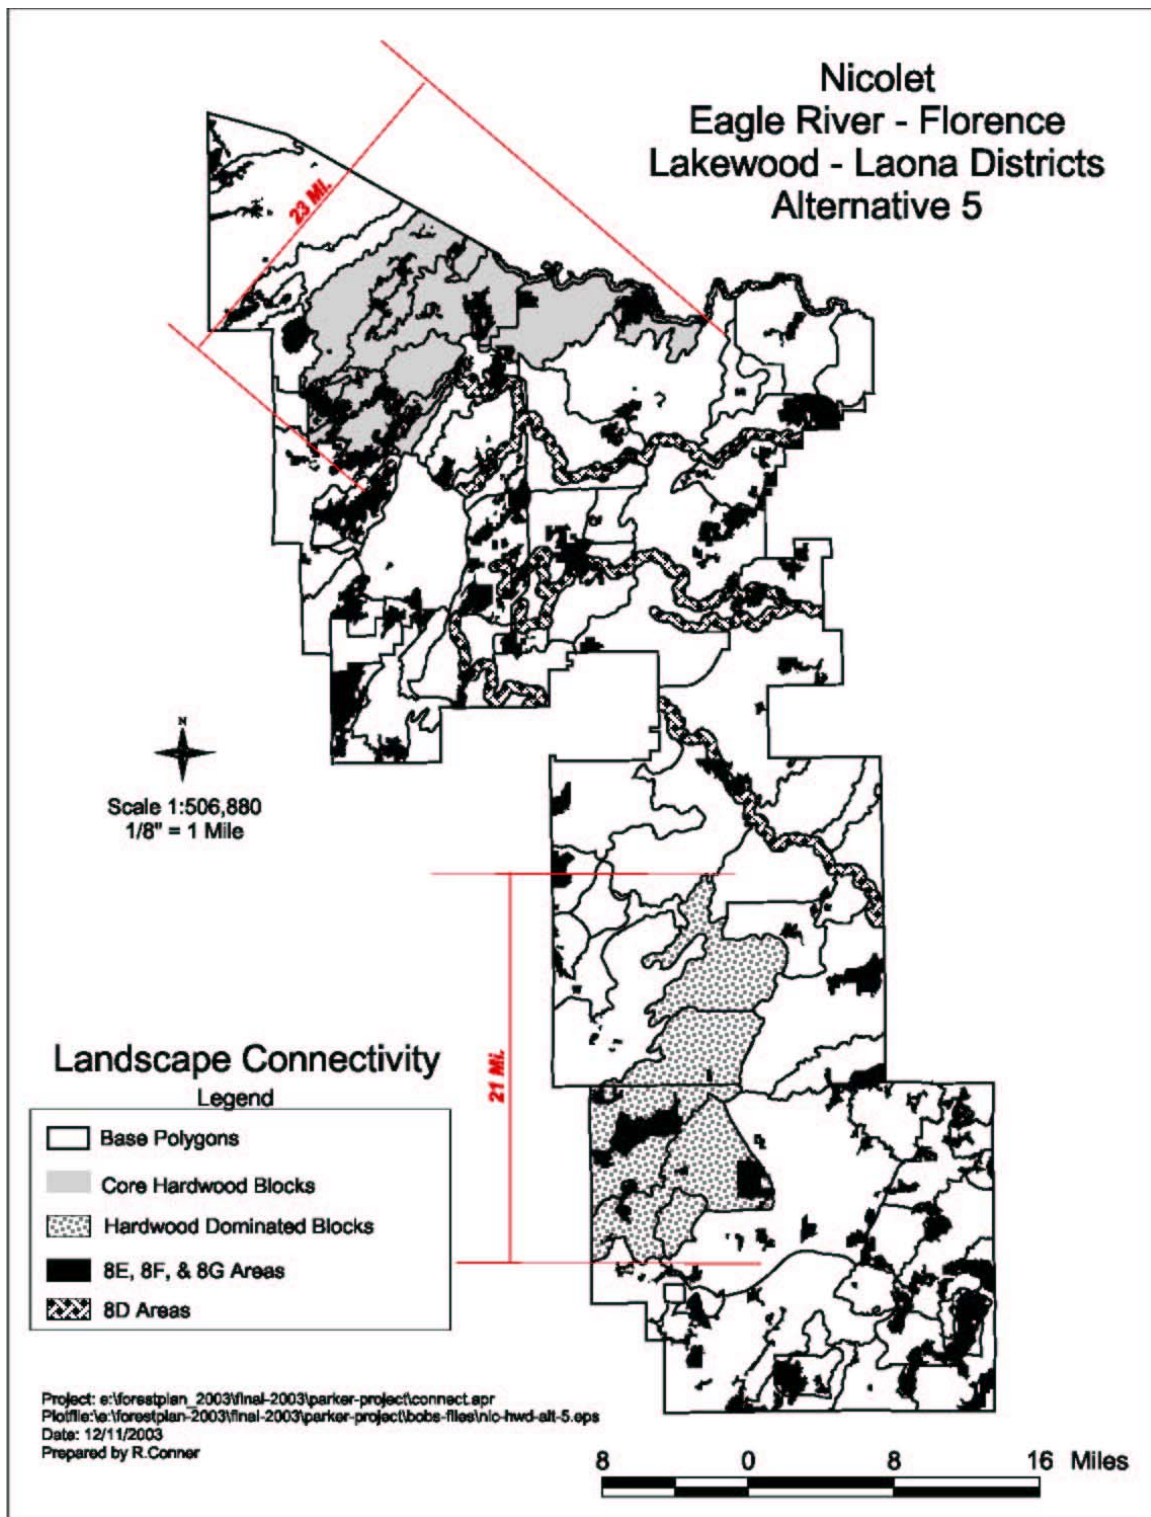 Nicolet
Eagle River - Florence
Lakewood - Laona Districts
Alternative 5
23 Mi.
N
Scale 1:506,880
1/8" = 1 Mile
21 Mi.
Landscape Connectivity
Legend
Base Polygons
Core Hardwood Blocks
Hardwood Dominated Blocks
8E, 8F, & 8G Areas
8D Areas
Project: e:\forestplan_2003\final-2003\parker-project\connect.apr
Plotfile:\e:\forestplan-2003\final-2003\parker-project\bobs-files\nic-hwd-alt-5.eps
Date: 12/11/2003
Prepared by R.Conner
8 0 8 16 Miles